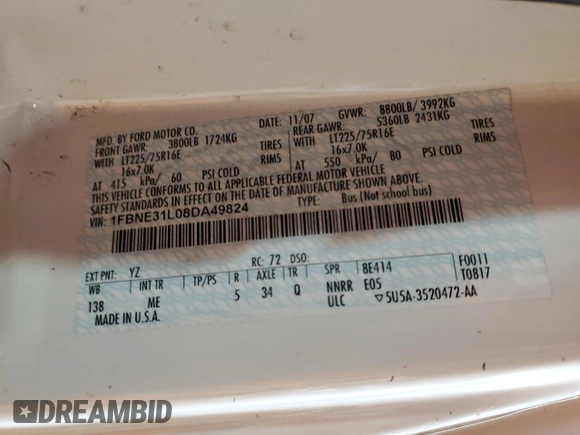 MFD. BY FORD MOTOR CO. DATE: 11/07 GVWR: 8800LB/ 3992KG
FRONT GAWR: 3800LB 1724KG REAR GAWR: 5360LB 2431KG
WITH LT225/75R16E TIRES WITH LT225/75R16E TIRES
16x7.0K RIMS 16x7.0K RIMS
AT 415 kPa/ 60 PSI COLD AT 550 kPa/ 80 PSI COLD
THIS VEHICLE CONFORMS TO ALL APPLICABLE FEDERAL MOTOR VEHICLE
SAFETY STANDARDS IN EFFECT ON THE DATE OF MANUFACTURE SHOWN ABOVE.
VIN: 1FBNE31L08DA49824 TYPE: Bus (Not school bus)
EXT PNT: YZ RC: 72 DSO:
WB INT TR TP/PS R AXLE TR SPR 8E414 F0011
138 ME 5 34 Q NNRR E05 T0817
MADE IN U.S.A. ULC ▽5U5A-3520472-AA
DREAMBID